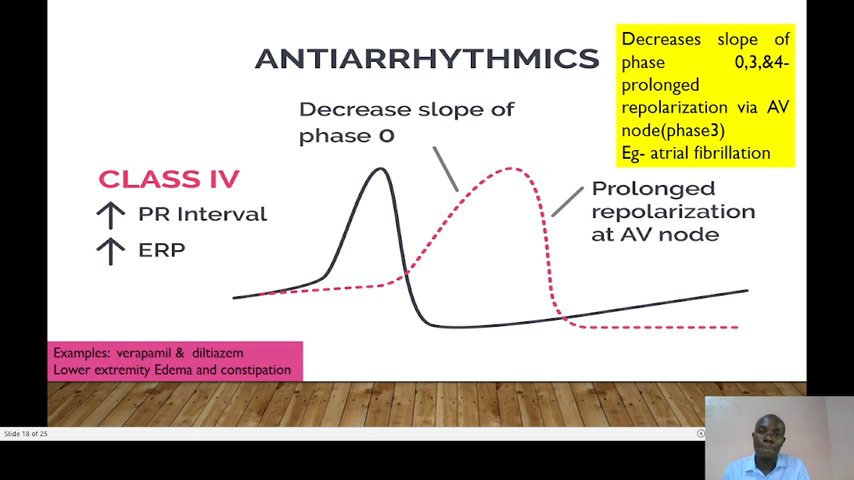 ANTIARRHYTHMICS
Decreases slope of
phase 0,3,&4-
prolonged
repolarization via AV
node(phase3)
Eg- atrial fibrillation
Decrease slope of
phase 0
CLASS IV
↑ PR Interval
↑ ERP
Prolonged
repolarization
at AV node
Examples: verapamil & diltiazem
Lower extremity Edema and constipation
Slide 18 of 25